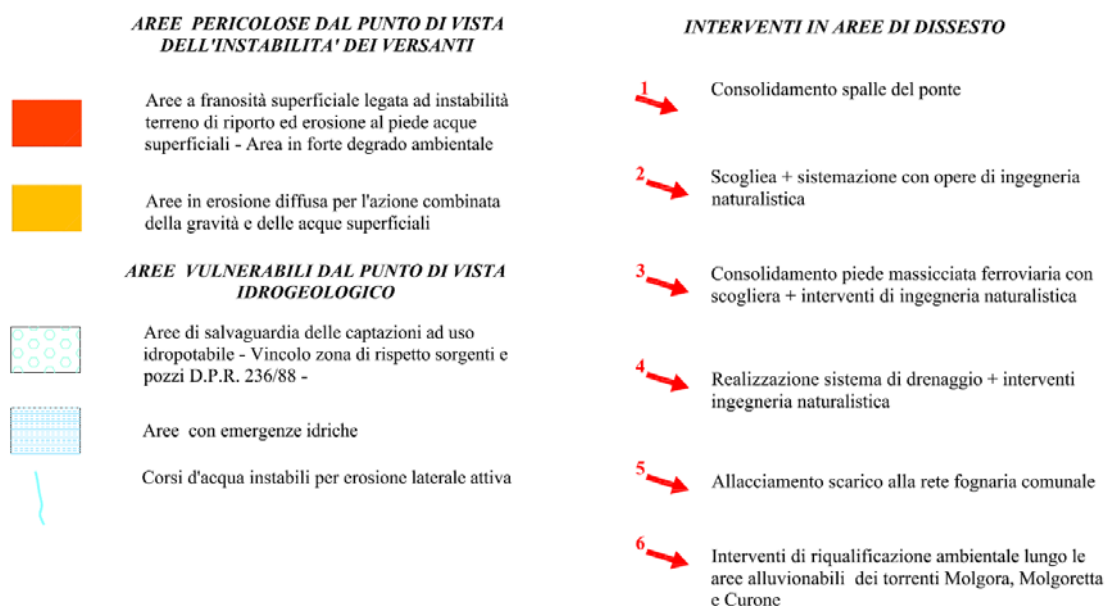 AREE PERICOLOSE DAL PUNTO DI VISTA
DELL'INSTABILITA' DEI VERSANTI
Aree a franosità superficiale legata ad instabilità
terreno di riporto ed erosione al piede acque
superficiali - Area in forte degrado ambientale
Aree in erosione diffusa per l'azione combinata
della gravità e delle acque superficiali
AREE VULNERABILI DAL PUNTO DI VISTA
IDROGEOLOGICO
Aree di salvaguardia delle captazioni ad uso
idropotabile - Vincolo zona di rispetto sorgenti e
pozzi D.P.R. 236/88 -
Aree con emergenze idriche
Corsi d'acqua instabili per erosione laterale attiva
INTERVENTI IN AREE DI DISSESTO
1 Consolidamento spalle del ponte
2 Scogliea + sistemazione con opere di ingegneria
naturalistica
3 Consolidamento piede massicciata ferroviaria con
scogliera + interventi di ingegneria naturalistica
4 Realizzazione sistema di drenaggio + interventi
ingegneria naturalistica
5 Allacciamento scarico alla rete fognaria comunale
6 Interventi di riqualificazione ambientale lungo le
aree alluvionabili dei torrenti Molgora, Molgoretta
e Curone